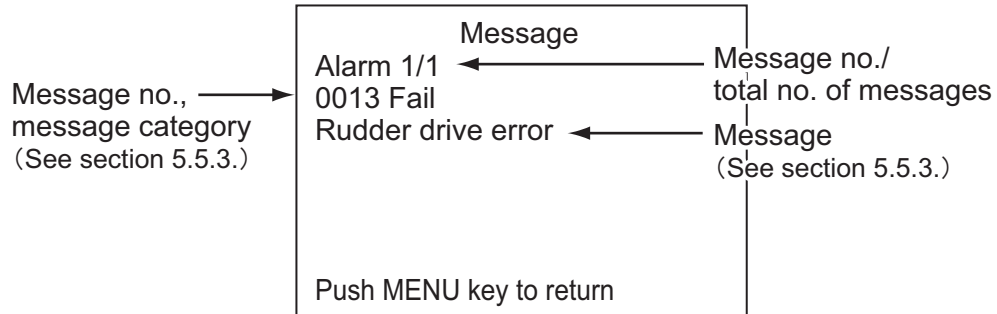 Message
Alarm 1/1
0013 Fail
Rudder drive error
Push MENU key to return
Message no.,
message category
(See section 5.5.3.)
Message no./
total no. of messages
Message
(See section 5.5.3.)